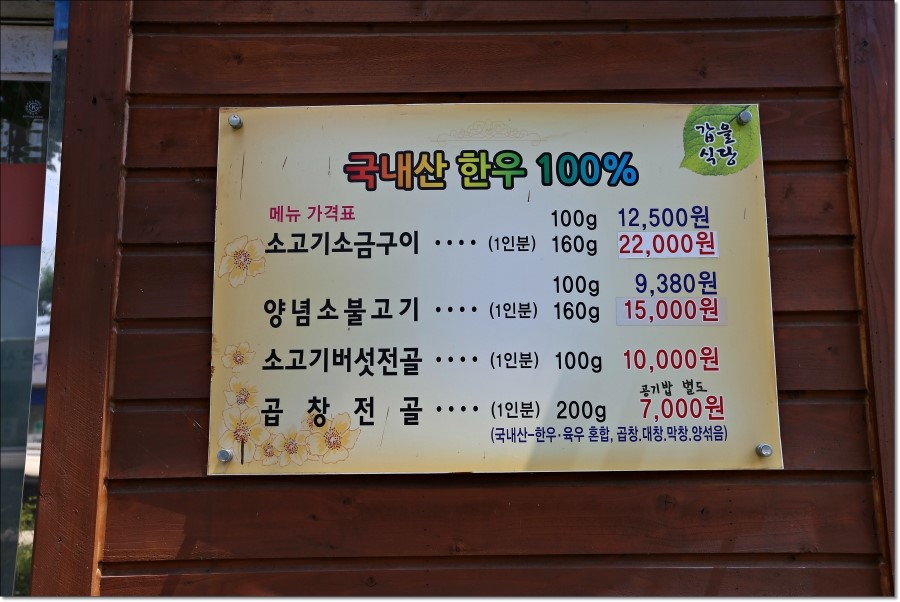 갑을
식당
국내산 한우 100%
메뉴 가격표 100g 12,500원
소고기소금구이 ···· (1인분) 160g 22,000원
100g 9,380원
양념소불고기 ···· (1인분) 160g 15,000원
소고기버섯전골 ···· (1인분) 100g 10,000원
공기밥 별도
곱창전골 ···· (1인분) 200g 7,000원
(국내산-한우·육우 혼합, 곱창.대창.막창.양섞음)